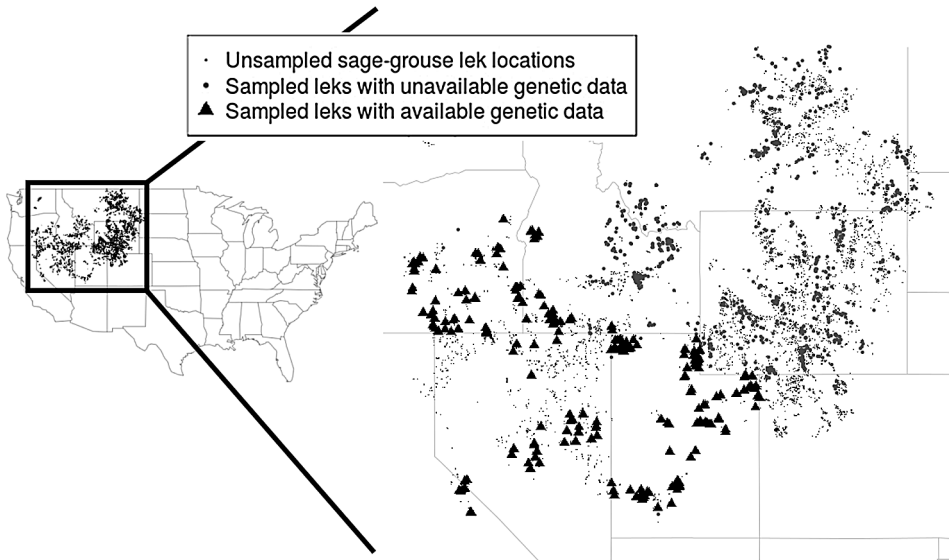 Unsampled sage-grouse lek locations
Sampled leks with unavailable genetic data
Sampled leks with available genetic data